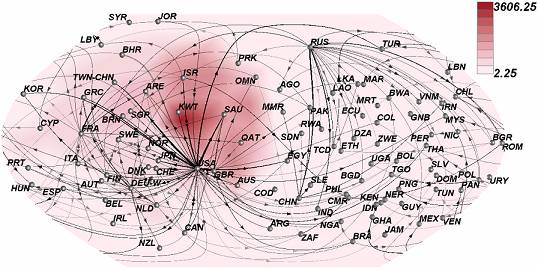 SYR JOR 3606.25
LBY RUS TUR
BHR
PRK 2.25
TWN-CHN ISR OMN LBN
KOR GRC ARE AGO LKA MAR
LAO BWA VNM CHL
KWT SAU MMR PAK MRT IRN
BRN SGP ECU COL GNB MYS
CYP FRA RWA
SWE QAT SDN DZA ZWE PER NIC BGR
NOR TCD ETH THA ROM
ITA JPN EGY UGA BOL SLV
PRT USA
DNK CHE GBR TGO DOM POL URY
HUN ESP AUT FIN DEU AUS SLE BGD PNG TUN PAN
COD PHL
BEL NLD CHN CMR KEN NER
IND IDN GUY
IRL ARG NGA GHA MEX VEN
CAN
NZL ZAF BRA JAM